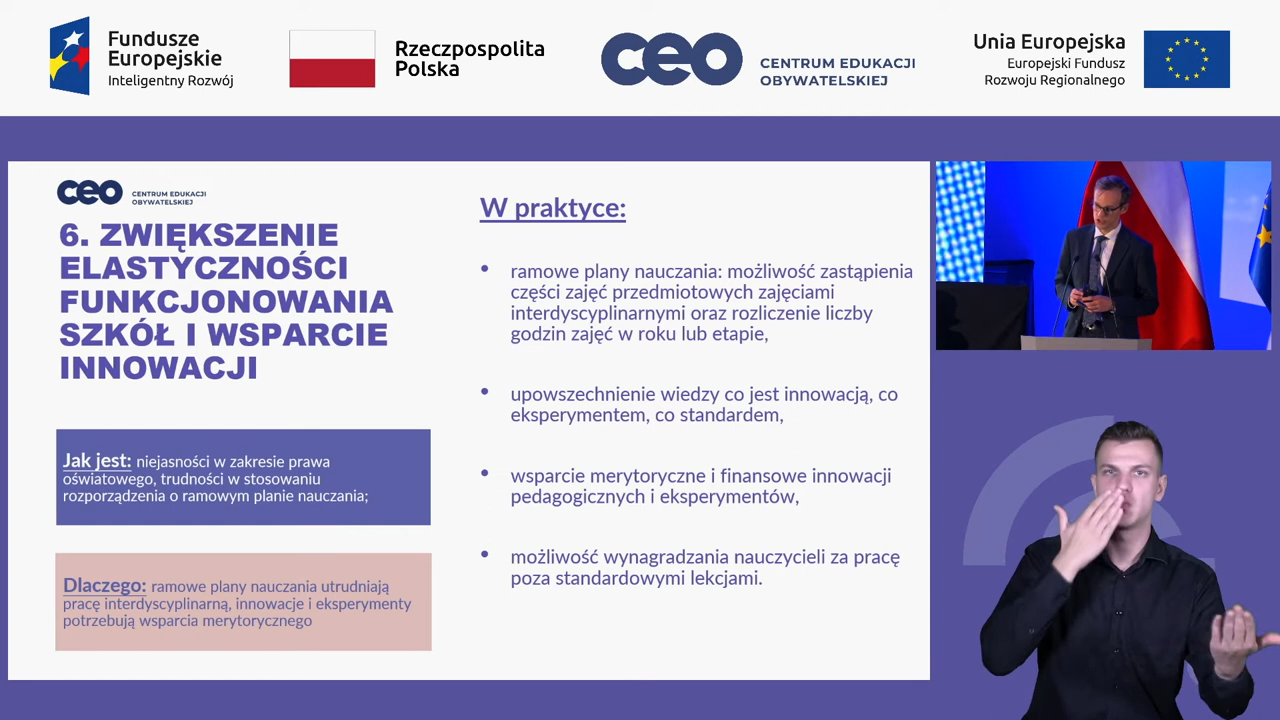 Fundusze
Europejskie
Inteligentny Rozwój
Rzeczpospolita
Polska
ceo
CENTRUM EDUKACJI
OBYWATELSKIEJ
Unia Europejska
Europejski Fundusz
Rozwoju Regionalnego
ceo
CENTRUM EDUKACJI
OBYWATELSKIEJ
6. ZWIĘKSZENIE
ELASTYCZNOŚCI
FUNKCJONOWANIA
SZKÓŁ I WSPARCIE
INNOWACJI
Jak jest: niejasności w zakresie prawa
oświatowego, trudności w stosowaniu
rozporządzenia o ramowym planie nauczania;
Dlaczego: ramowe plany nauczania utrudniają
pracę interdyscyplinarną, innowacje i eksperymenty
potrzebują wsparcia merytorycznego
W praktyce:
• ramowe plany nauczania: możliwość zastąpienia
części zajęć przedmiotowych zajęciami
interdyscyplinarnymi oraz rozliczenie liczby
godzin zajęć w roku lub etapie,
• upowszechnienie wiedzy co jest innowacją, co
eksperymentem, co standardem,
• wsparcie merytoryczne i finansowe innowacji
pedagogicznych i eksperymentów,
• możliwość wynagradzania nauczycieli za pracę
poza standardowymi lekcjami.